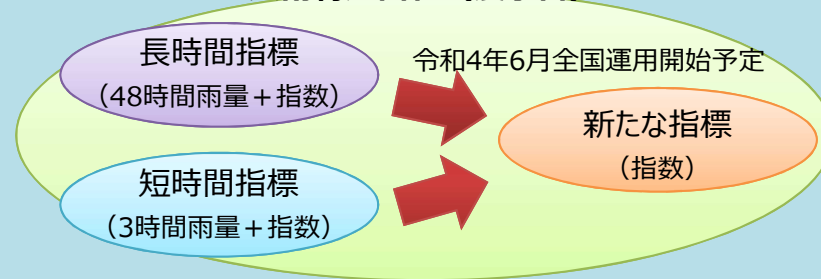 長時間指標
（48時間雨量＋指数）
令和4年6月全国運用開始予定
新たな指標
（指数）
短時間指標
（3時間雨量＋指数）